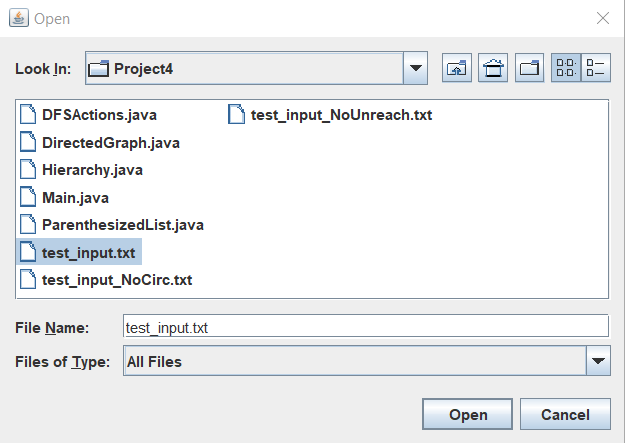 Open
Look In: Project4
DFSActions.java
DirectedGraph.java
Hierarchy.java
Main.java
ParenthesizedList.java
test_input.txt
test_input_NoCirc.txt
test_input_NoUnreach.txt
File Name: test_input.txt
Files of Type: All Files
Open Cancel